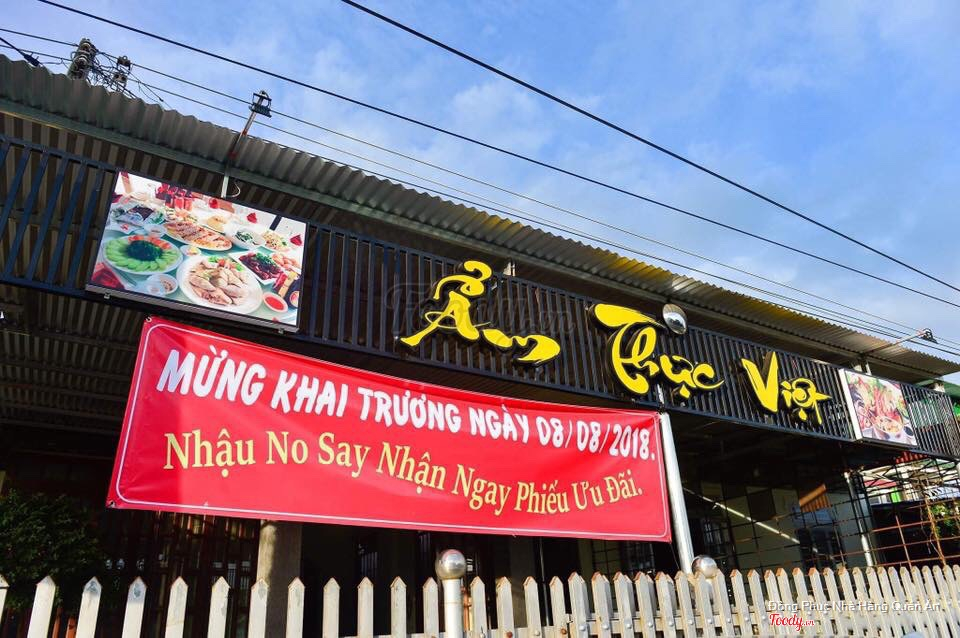 Ẩm Thực Việt
MỪNG KHAI TRƯƠNG NGÀY 08/08/2018.
Nhậu No Say Nhận Ngay Phiếu Ưu Đãi.
Đồng Phục Nhà Hàng Quán Ăn
Foody.vn